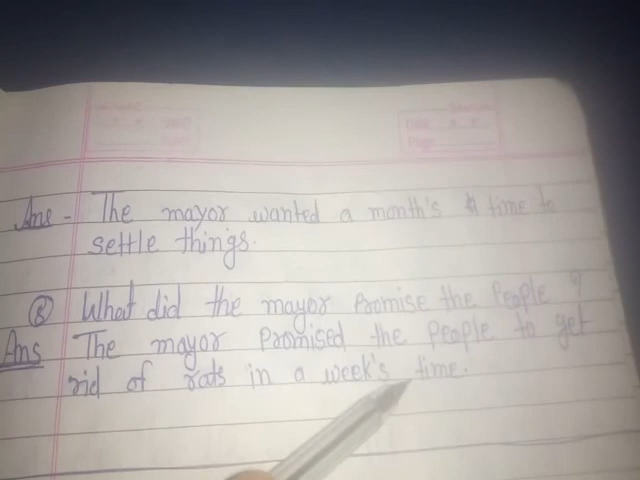 Ans - The mayor wanted a month's time to
settle things.
(B) What did the mayor Promise the People ?
Ans The mayor Promised the People to get
rid of rats in a week's time.